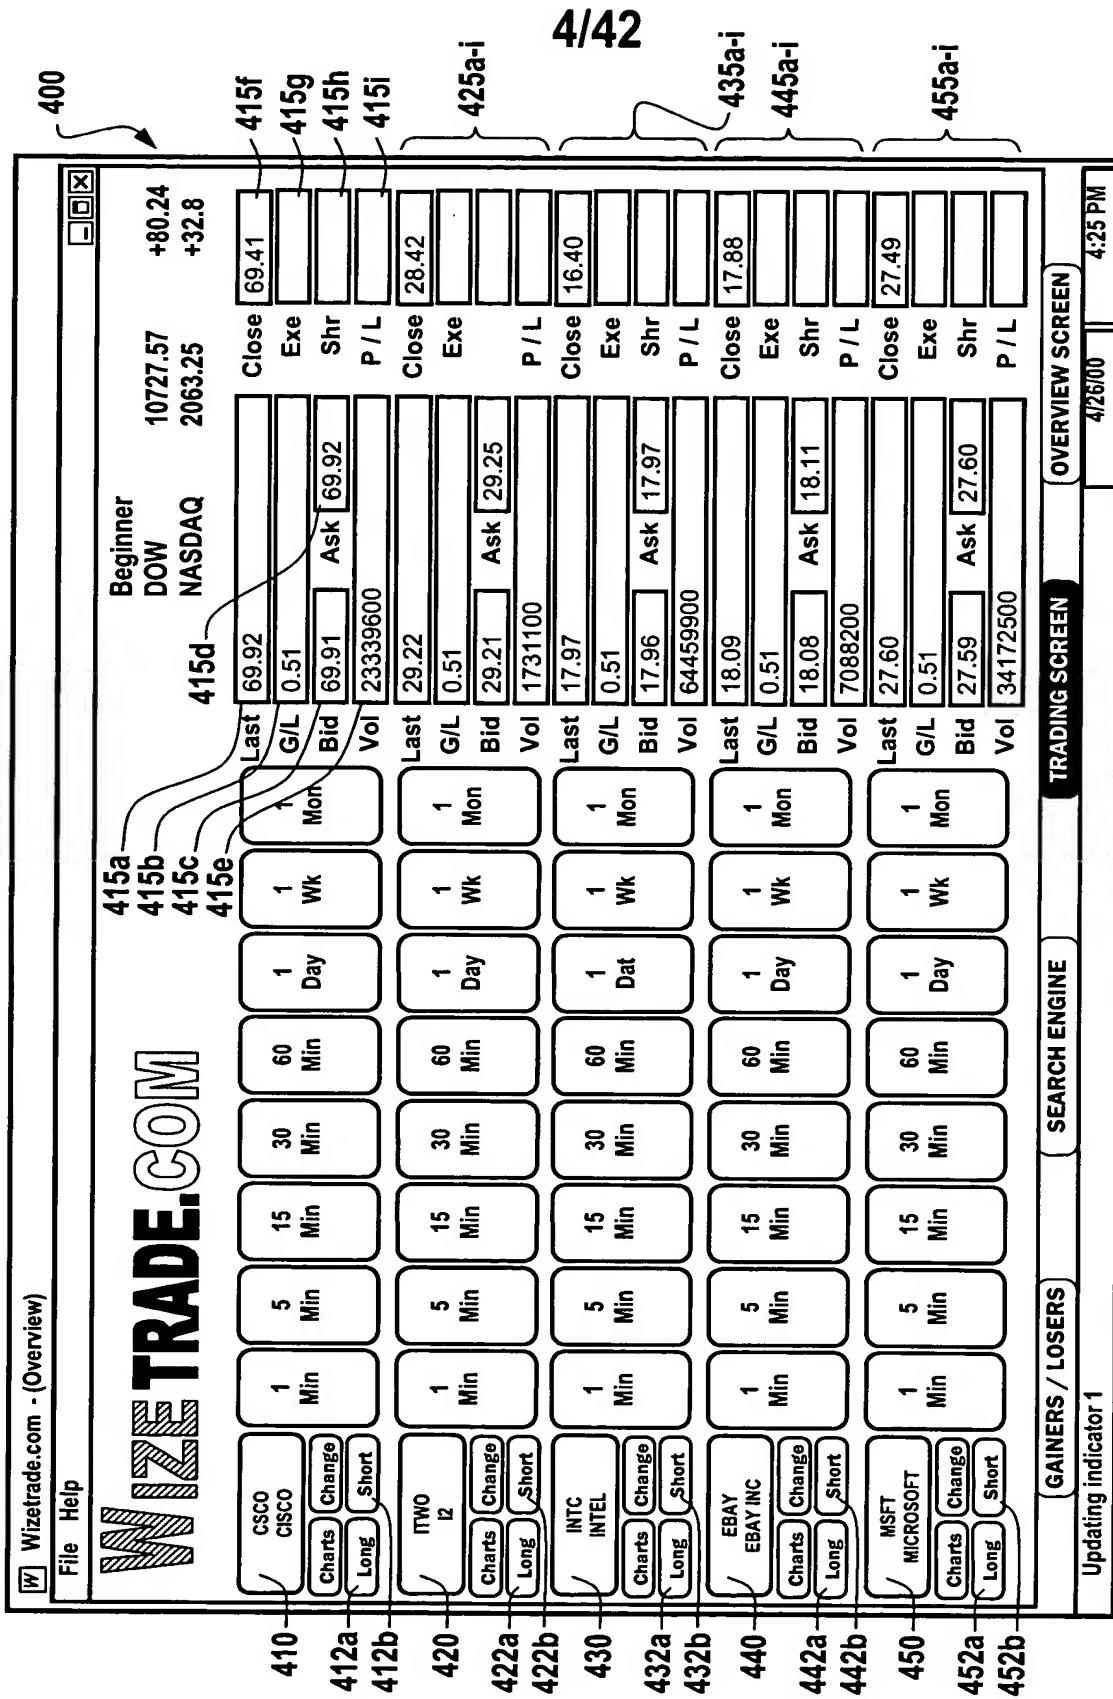 4/42
400
W Wizetrade.com - (Overview)
File Help
WIZETRADE.COM
Beginner
DOW 10727.57 +80.24
NASDAQ 2063.25 +32.8
415a
415b
415c
415e
415d
415f
415g
415h
415i
410
412a
412b
CSCO
CISCO
Charts Change
Long Short
1 Min 5 Min 15 Min 30 Min 60 Min 1 Day 1 Wk 1 Mon
Last 69.92 Close 69.41
G/L 0.51 Exe
Bid 69.91 Ask 69.92 Shr
Vol 23339600 P / L
420
422a
422b
425a-i
ITWO
I2
Charts Change
Long Short
1 Min 5 Min 15 Min 30 Min 60 Min 1 Day 1 Wk 1 Mon
Last 29.22 Close 28.42
G/L 0.51 Exe
Bid 29.21 Ask 29.25
Vol 1731100 P / L
430
432a
432b
435a-i
INTC
INTEL
Charts Change
Long Short
1 Min 5 Min 15 Min 30 Min 60 Min 1 Dat 1 Wk 1 Mon
Last 17.97 Close 16.40
G/L 0.51 Exe
Bid 17.96 Ask 17.97 Shr
Vol 64459900 P / L
440
442a
442b
445a-i
EBAY
EBAY INC
Charts Change
Long Short
1 Min 5 Min 15 Min 30 Min 60 Min 1 Day 1 Wk 1 Mon
Last 18.09 Close 17.88
G/L 0.51 Exe
Bid 18.08 Ask 18.11 Shr
Vol 7088200 P / L
450
452a
452b
455a-i
MSFT
MICROSOFT
Charts Change
Long Short
1 Min 5 Min 15 Min 30 Min 60 Min 1 Day 1 Wk 1 Mon
Last 27.60 Close 27.49
G/L 0.51 Exe
Bid 27.59 Ask 27.60 Shr
Vol 34172500 P / L
GAINERS / LOSERS SEARCH ENGINE TRADING SCREEN OVERVIEW SCREEN
Updating indicator 1 4/26/00 4:25 PM